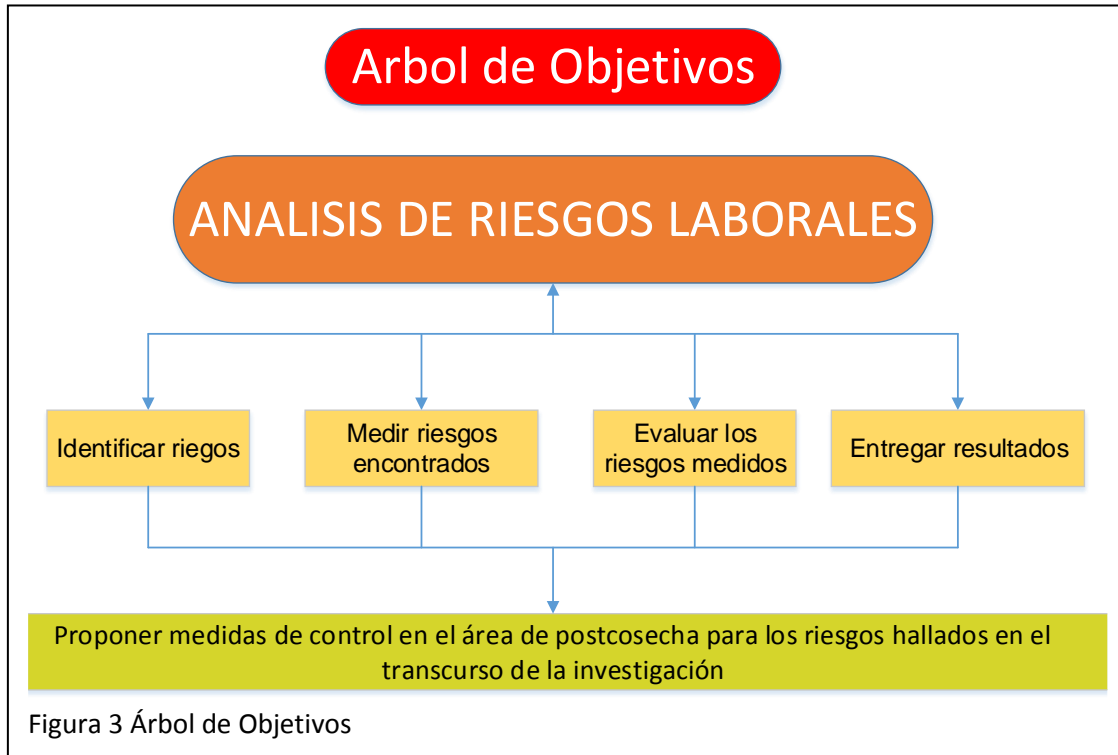 Arbol de Objetivos
ANALISIS DE RIESGOS LABORALES
Identificar riegos
Medir riesgos
encontrados
Evaluar los
riesgos medidos
Entregar resultados
Proponer medidas de control en el área de postcosecha para los riesgos hallados en el
transcurso de la investigación
Figura 3 Árbol de Objetivos